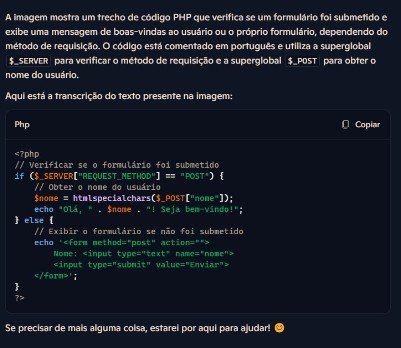 A imagem mostra um trecho de código PHP que verifica se um formulário foi submetido e
exibe uma mensagem de boas-vindas ao usuário ou o próprio formulário, dependendo do
método de requisição. O código está comentado em português e utiliza a superglobal
$_SERVER para verificar o método de requisição e a superglobal $_POST para obter o
nome do usuário.
Aqui está a transcrição do texto presente na imagem:
Php Copiar
<?php
// Verificar se o formulário foi submetido
if ($_SERVER["REQUEST_METHOD"] == "POST") {
// Obter o nome do usuário
$nome = htmlspecialchars($_POST["nome"]);
echo "Olá, " . $nome . "! Seja bem-vindo!";
} else {
// Exibir o formulário se não foi submetido
echo '<form method="post" action="">
Nome: <input type="text" name="nome">
<input type="submit" value="Enviar">
</form>';
}
?>
Se precisar de mais alguma coisa, estarei por aqui para ajudar! 😊